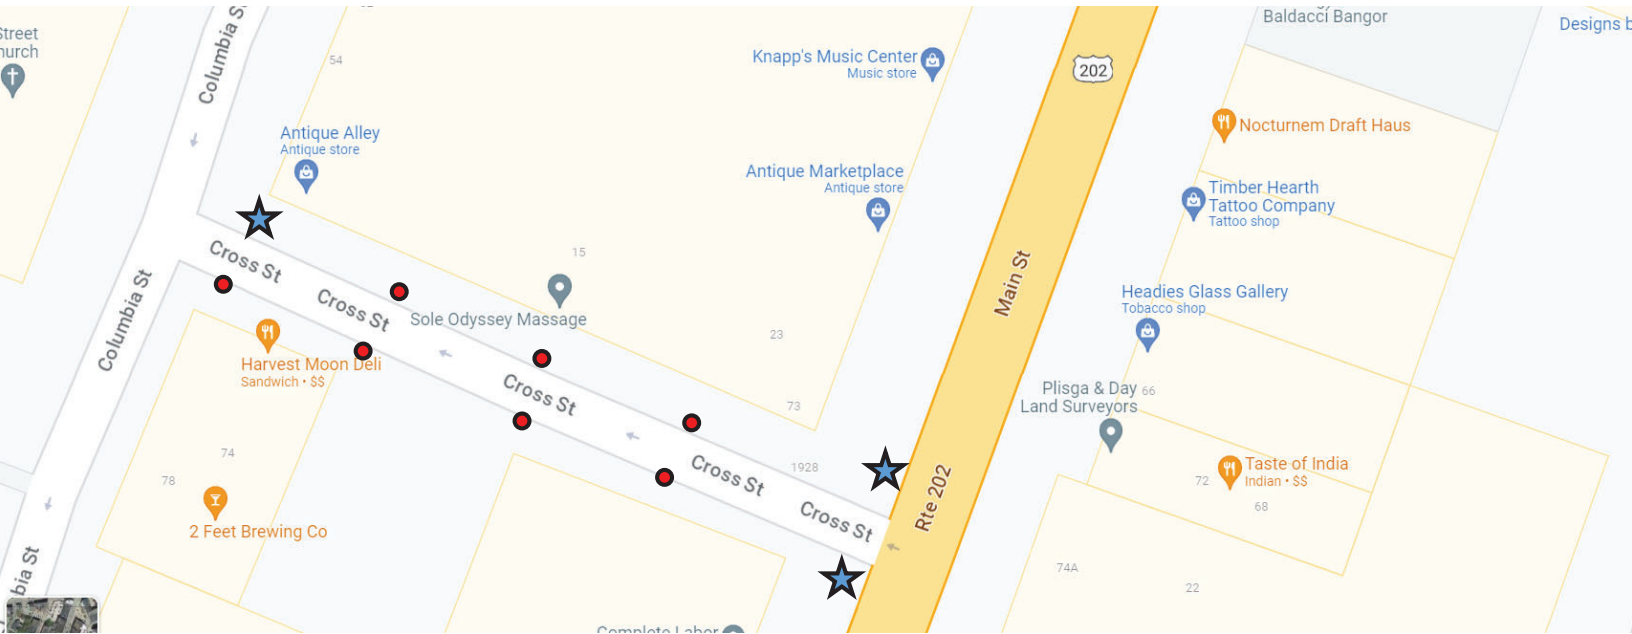 Baldacci Bangor
Designs b
Street
hurch
Columbia S
54
Knapp's Music Center
Music store
202
Nocturnem Draft Haus
Antique Alley
Antique store
Antique Marketplace
Antique store
Timber Hearth
Tattoo Company
Tattoo shop
Cross St
15
Main St
Columbia St
Cross St
Sole Odyssey Massage
Headies Glass Gallery
Tobacco shop
23
Harvest Moon Deli
Sandwich • $$
Cross St
73
Plisga & Day
Land Surveyors
66
74
78
Cross St
1928
Rte 202
Taste of India
Indian • $$
72
68
2 Feet Brewing Co
Cross St
74A
22
bia St
Complete Labor